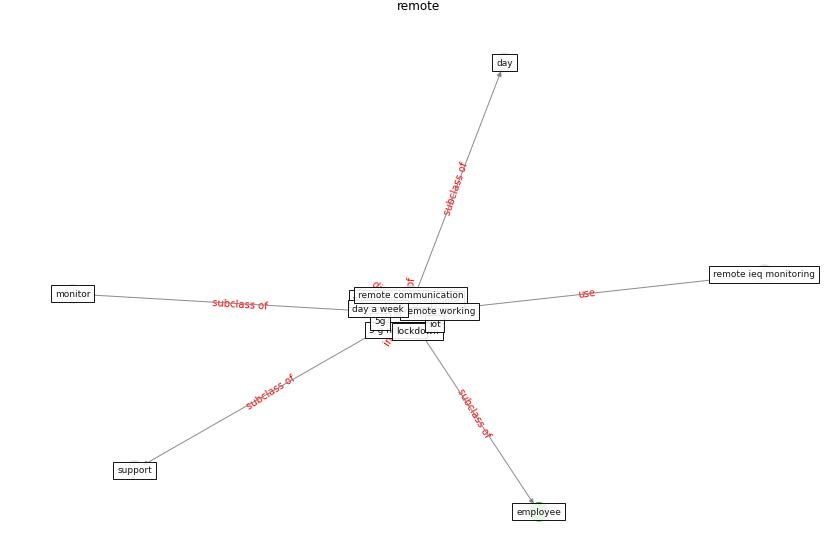 remote
day
subclass of
remote ieq monitoring
use
monitor
subclass of
of
remote communication
day a week
remote working
5g
iot
lockdown
subclass of
subclass of
support
employee